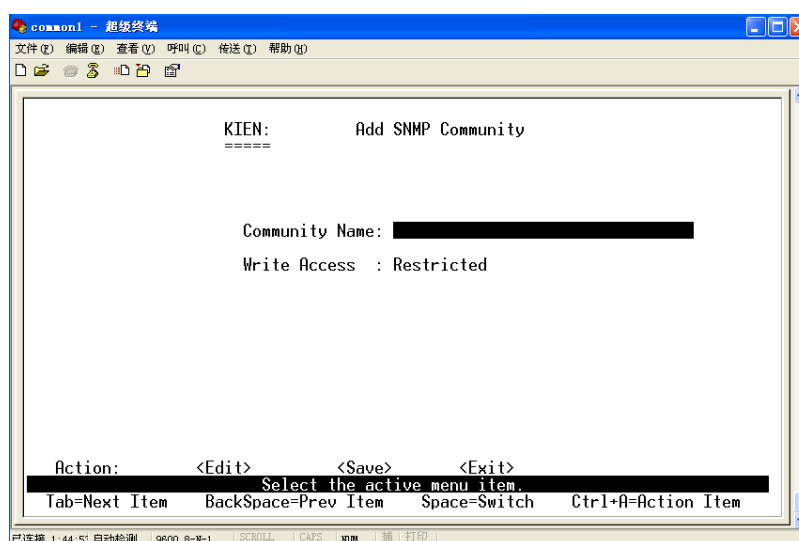 common1 - 超级终端
文件(F) 编辑(E) 查看(V) 呼叫(C) 传送(T) 帮助(H)
KIEN: Add SNMP Community
=====
Community Name:
Write Access : Restricted
Action: <Edit> <Save> <Exit>
Select the active menu item.
Tab=Next Item BackSpace=Prev Item Space=Switch Ctrl+A=Action Item
已连接 1:44:5 自动检测 9600 8-N-1 SCROLL CAPS NUM 捕 打印